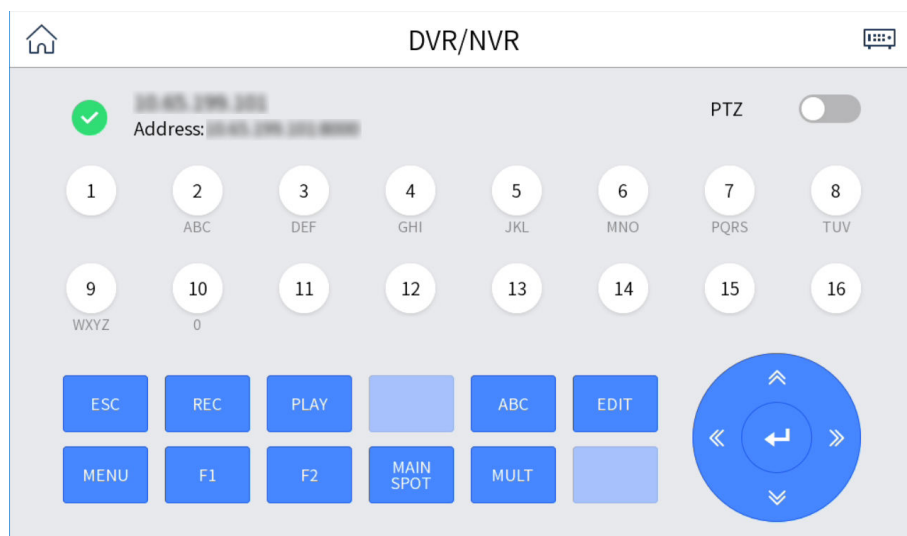 DVR/NVR
PTZ
Address:
1 2 3 4 5 6 7 8
ABC DEF GHI JKL MNO PQRS TUV
9 10 11 12 13 14 15 16
WXYZ 0
ESC REC PLAY ABC EDIT
MENU F1 F2 MAIN SPOT MULT